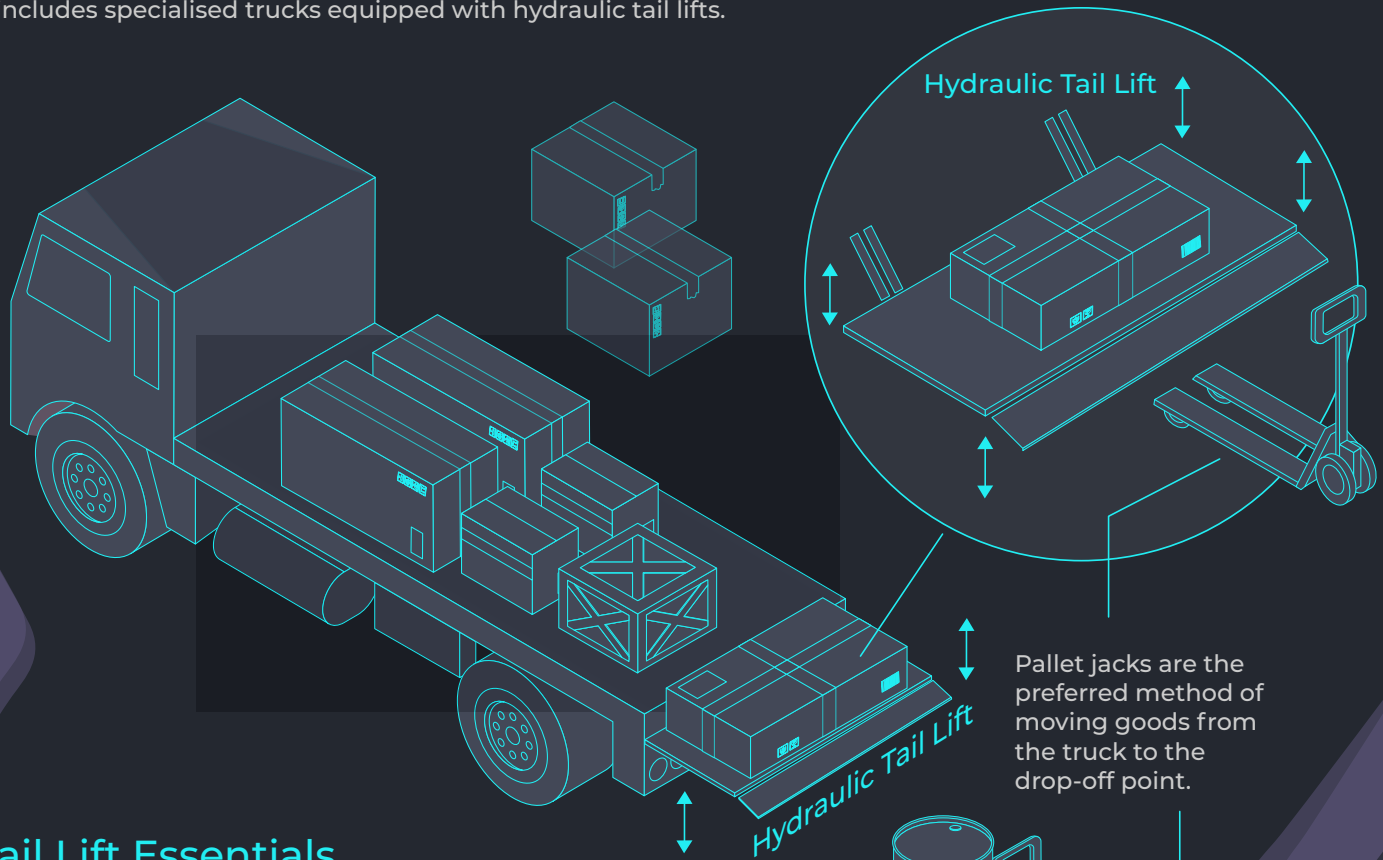 ncludes specialised trucks equipped with hydraulic tail lifts.
Hydraulic Tail Lift
Pallet jacks are the
preferred method of
moving goods from
the truck to the
drop-off point.
Hydraulic Tail Lift
ail Lift Essentials